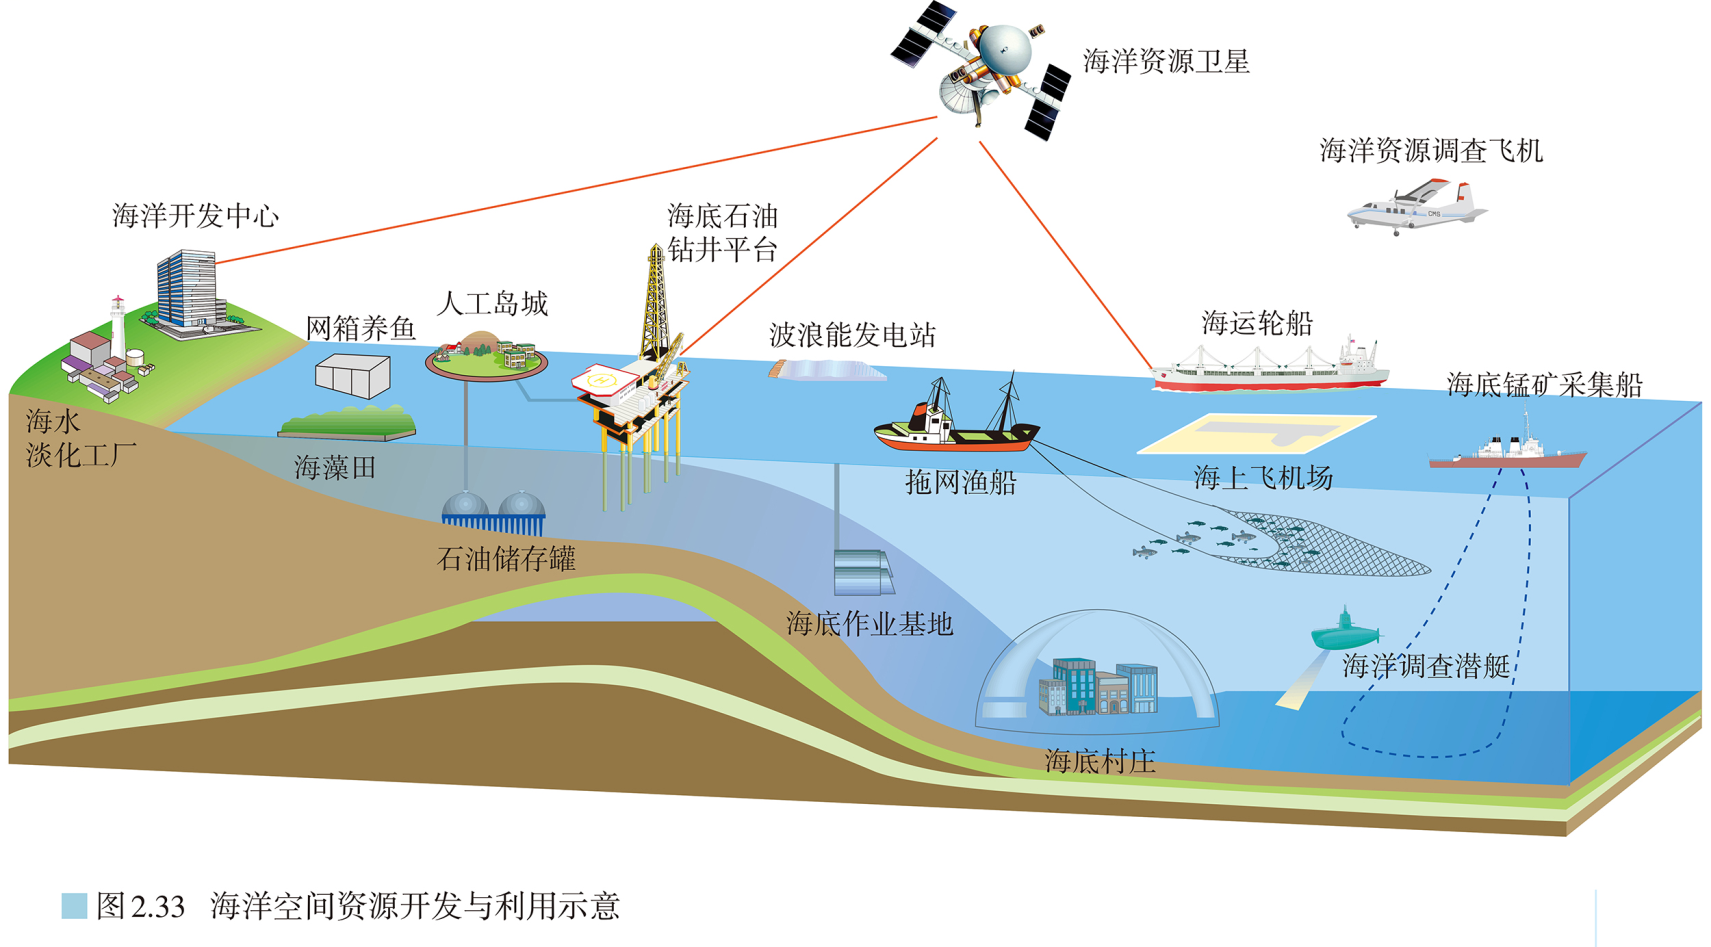 海洋资源卫星
海洋资源调查飞机
海洋开发中心
海底石油
钻井平台
人工岛城
网箱养鱼
波浪能发电站
海运轮船
海底锰矿采集船
海水
淡化工厂
海藻田
拖网渔船
海上飞机场
石油储存罐
海底作业基地
海洋调查潜艇
海底村庄
CMS
图2.33 海洋空间资源开发与利用示意